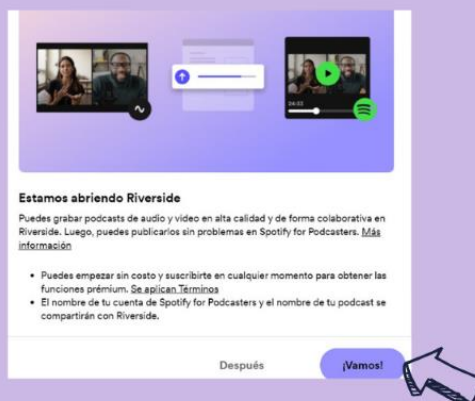 24:03
Estamos abriendo Riverside
Puedes grabar podcasts de audio y video en alta calidad y de forma colaborativa en
Riverside. Luego, puedes publicarlos sin problemas en Spotify for Podcasters. Más
información
• Puedes empezar sin costo y suscribirte en cualquier momento para obtener las
funciones prémium. Se aplican Términos
• El nombre de tu cuenta de Spotify for Podcasters y el nombre de tu podcast se
compartirán con Riverside.
Después
¡Vamos!